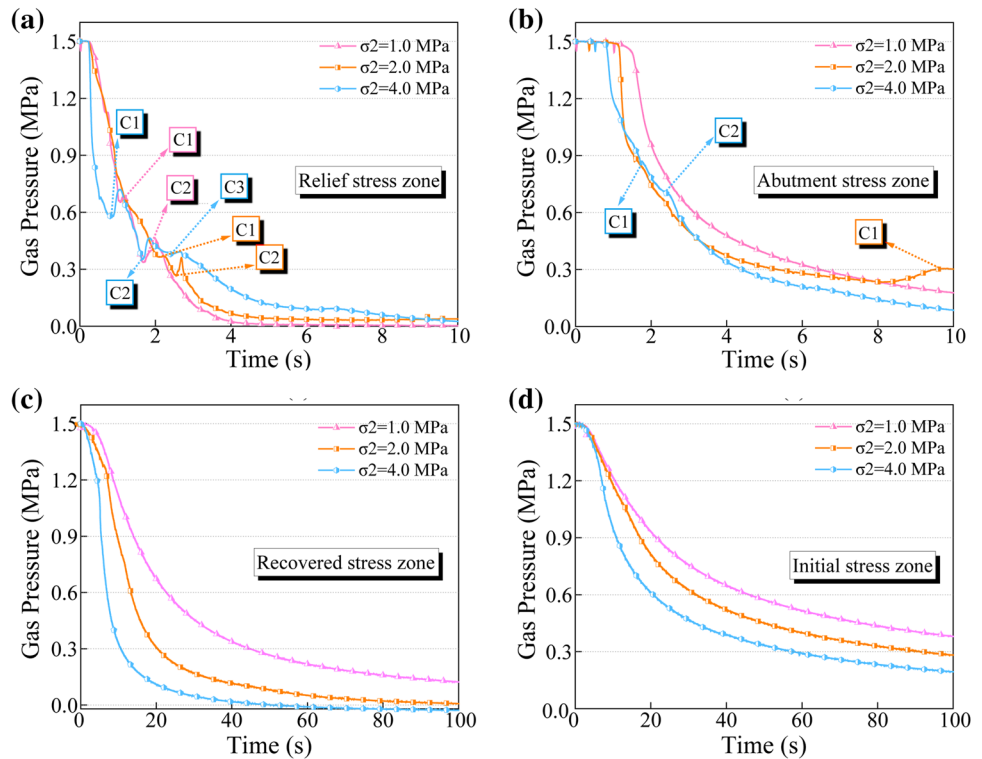 (a)
Gas Pressure (MPa)
1.5
1.2
0.9
0.6
0.3
0.0
σ2=1.0 MPa
σ2=2.0 MPa
σ2=4.0 MPa
C1
C1
C2
C3
C1
C2
C2
Relief stress zone
0 2 4 6 8 10
Time (s)
(b)
Gas Pressure (MPa)
1.5
1.2
0.9
0.6
0.3
0.0
σ2=1.0 MPa
σ2=2.0 MPa
σ2=4.0 MPa
C2
Abutment stress zone
C1
C1
0 2 4 6 8 10
Time (s)
(c)
Gas Pressure (MPa)
1.5
1.2
0.9
0.6
0.3
0.0
σ2=1.0 MPa
σ2=2.0 MPa
σ2=4.0 MPa
Recovered stress zone
0 20 40 60 80 100
Time (s)
(d)
Gas Pressure (MPa)
1.5
1.2
0.9
0.6
0.3
0.0
σ2=1.0 MPa
σ2=2.0 MPa
σ2=4.0 MPa
Initial stress zone
0 20 40 60 80 100
Time (s)